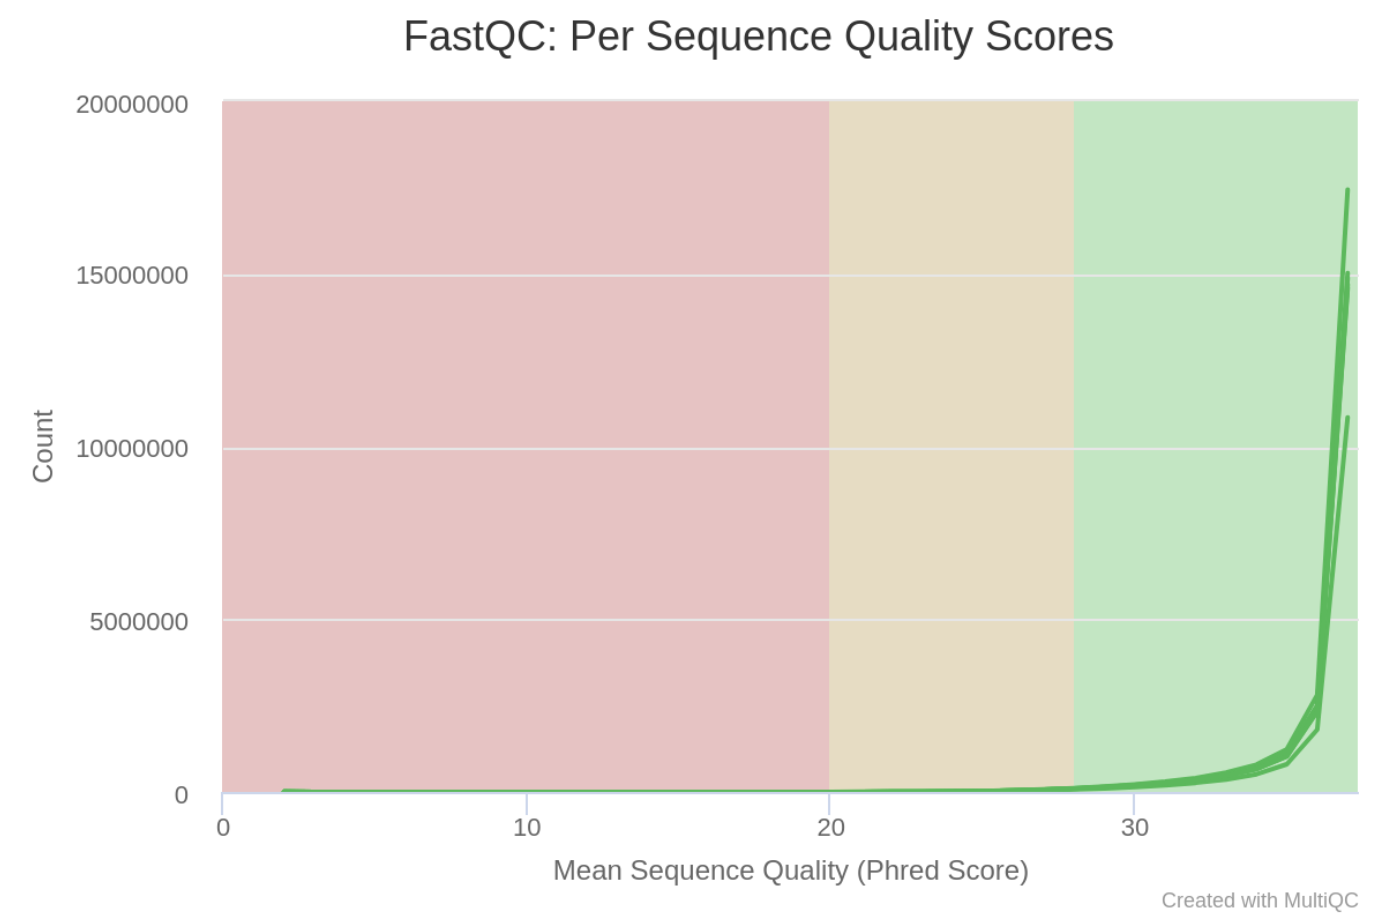 FastQC: Per Sequence Quality Scores
20000000
15000000
10000000
5000000
0
Count
0 10 20 30
Mean Sequence Quality (Phred Score)
Created with MultiQC